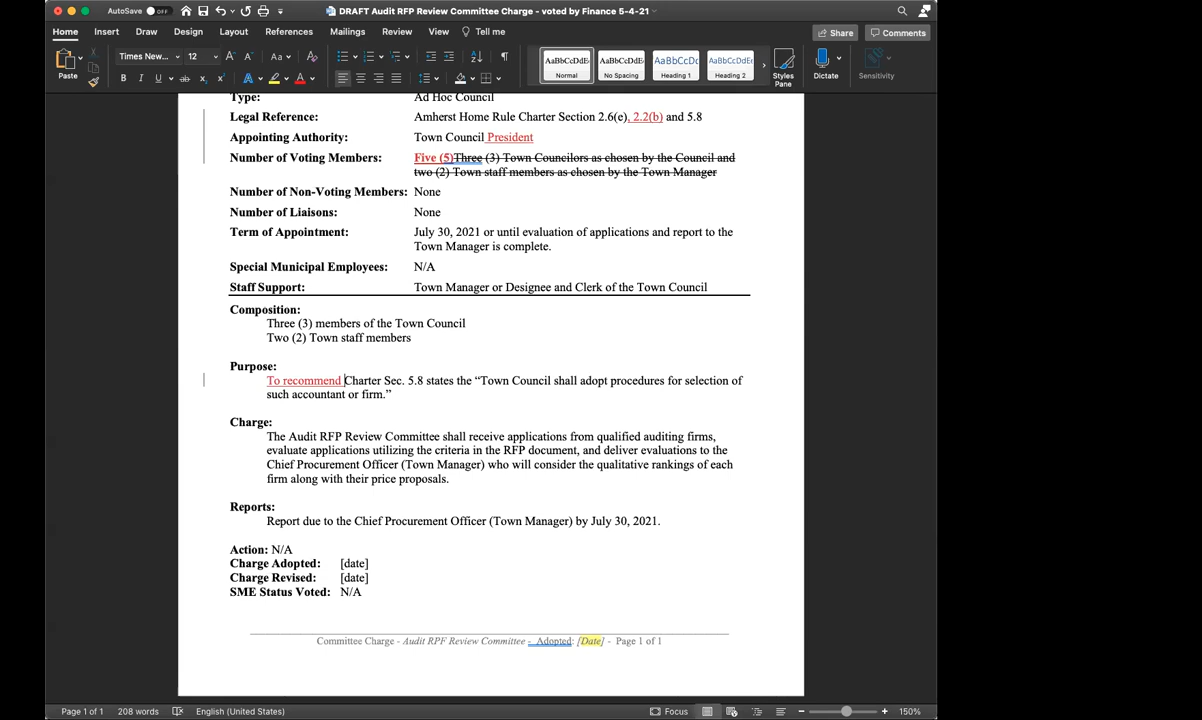 AutoSave OFF
DRAFT Audit RFP Review Committee Charge - voted by Finance 5-4-21
Home Insert Draw Design Layout References Mailings Review View Tell me
Share Comments
Paste Times New... 12 Aa
AaBbCcDdE AaBbCcDdE AaBbCcDc AaBbCcDdEe
Normal No Spacing Heading 1 Heading 2
Styles Pane
Dictate
Sensitivity
Type: Ad Hoc Council
Legal Reference: Amherst Home Rule Charter Section 2.6(e), 2.2(b) and 5.8
Appointing Authority: Town Council President
Number of Voting Members: Five (5)Three (3) Town Councilors as chosen by the Council and
two (2) Town staff members as chosen by the Town Manager
Number of Non-Voting Members: None
Number of Liaisons: None
Term of Appointment: July 30, 2021 or until evaluation of applications and report to the
Town Manager is complete.
Special Municipal Employees: N/A
Staff Support: Town Manager or Designee and Clerk of the Town Council
Composition:
Three (3) members of the Town Council
Two (2) Town staff members
Purpose:
To recommend Charter Sec. 5.8 states the “Town Council shall adopt procedures for selection of
such accountant or firm.”
Charge:
The Audit RFP Review Committee shall receive applications from qualified auditing firms,
evaluate applications utilizing the criteria in the RFP document, and deliver evaluations to the
Chief Procurement Officer (Town Manager) who will consider the qualitative rankings of each
firm along with their price proposals.
Reports:
Report due to the Chief Procurement Officer (Town Manager) by July 30, 2021.
Action: N/A
Charge Adopted: [date]
Charge Revised: [date]
SME Status Voted: N/A
Committee Charge - Audit RPF Review Committee - Adopted: [Date] - Page 1 of 1
Page 1 of 1 208 words English (United States) Focus 150%